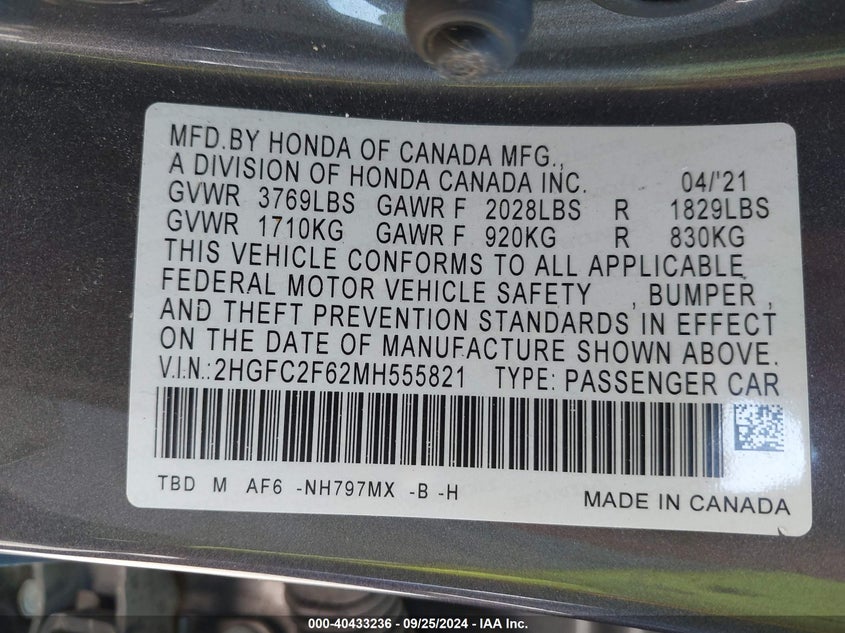 MFD.BY HONDA OF CANADA MFG.,
A DIVISION OF HONDA CANADA INC. 04/'21
GVWR 3769LBS GAWR F 2028LBS R 1829LBS
GVWR 1710KG GAWR F 920KG R 830KG
THIS VEHICLE CONFORMS TO ALL APPLICABLE
FEDERAL MOTOR VEHICLE SAFETY , BUMPER ,
AND THEFT PREVENTION STANDARDS IN EFFECT
ON THE DATE OF MANUFACTURE SHOWN ABOVE.
V.I.N.:2HGFC2F62MH555821 TYPE: PASSENGER CAR
TBD M AF6 -NH797MX -B -H
MADE IN CANADA
000-40433236 - 09/25/2024 - IAA Inc.